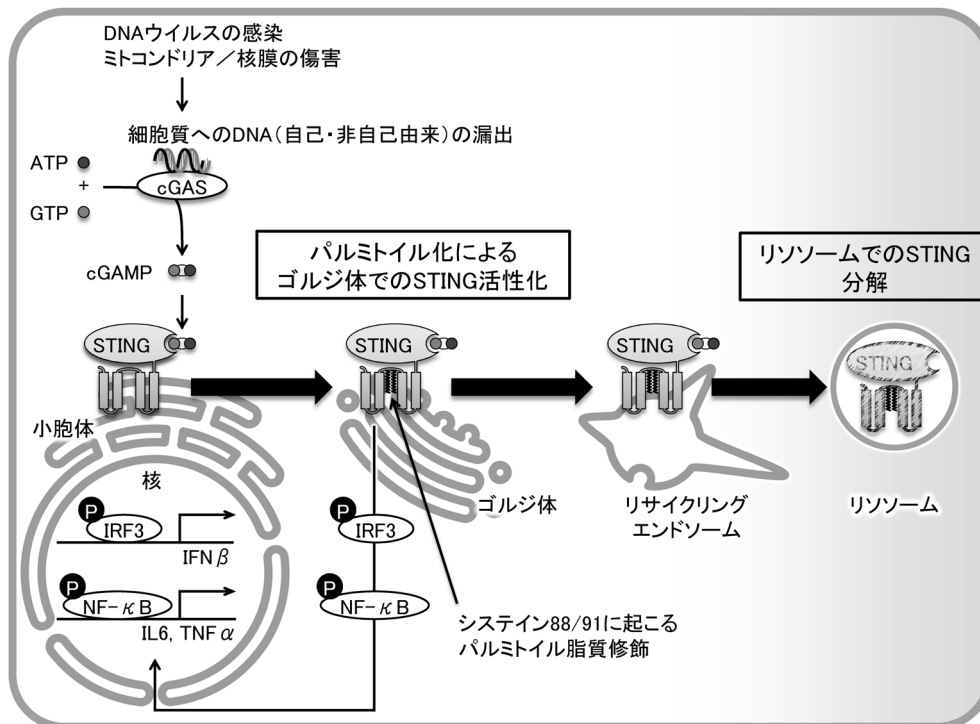 DNAウイルスの感染
ミトコンドリア／核膜の傷害
細胞質へのDNA（自己・非自己由来）の漏出
ATP
+
GTP
cGAS
cGAMP
パルミトイル化による
ゴルジ体でのSTING活性化
リソソームでのSTING
分解
STING
STING
STING
STING
小胞体
核
ゴルジ体
リサイクリング
エンドソーム
リソソーム
P
IRF3
IFNβ
P
NF-κB
IL6, TNFα
P
IRF3
P
NF-κB
システイン88/91に起こる
パルミトイル脂質修飾